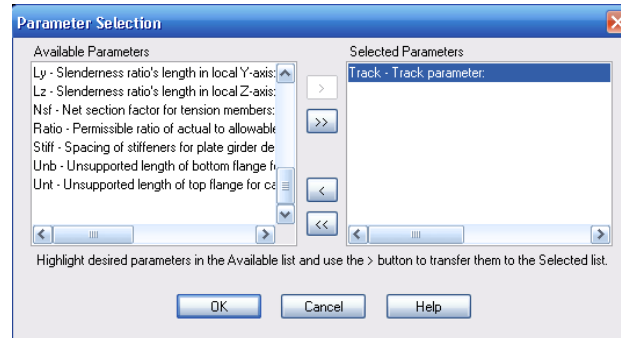 Parameter Selection
Available Parameters
Selected Parameters
Ly - Slenderness ratio's length in local Y-axis:
Lz - Slenderness ratio's length in local Z-axis:
Nsf - Net section factor for tension members:
Ratio - Permissible ratio of actual to allowable
Stiff - Spacing of stiffeners for plate girder de
Unb - Unsupported length of bottom flange f
Unt - Unsupported length of top flange for ca
Track - Track parameter:
>
>>
<
<<
Highlight desired parameters in the Available list and use the > button to transfer them to the Selected list.
OK
Cancel
Help